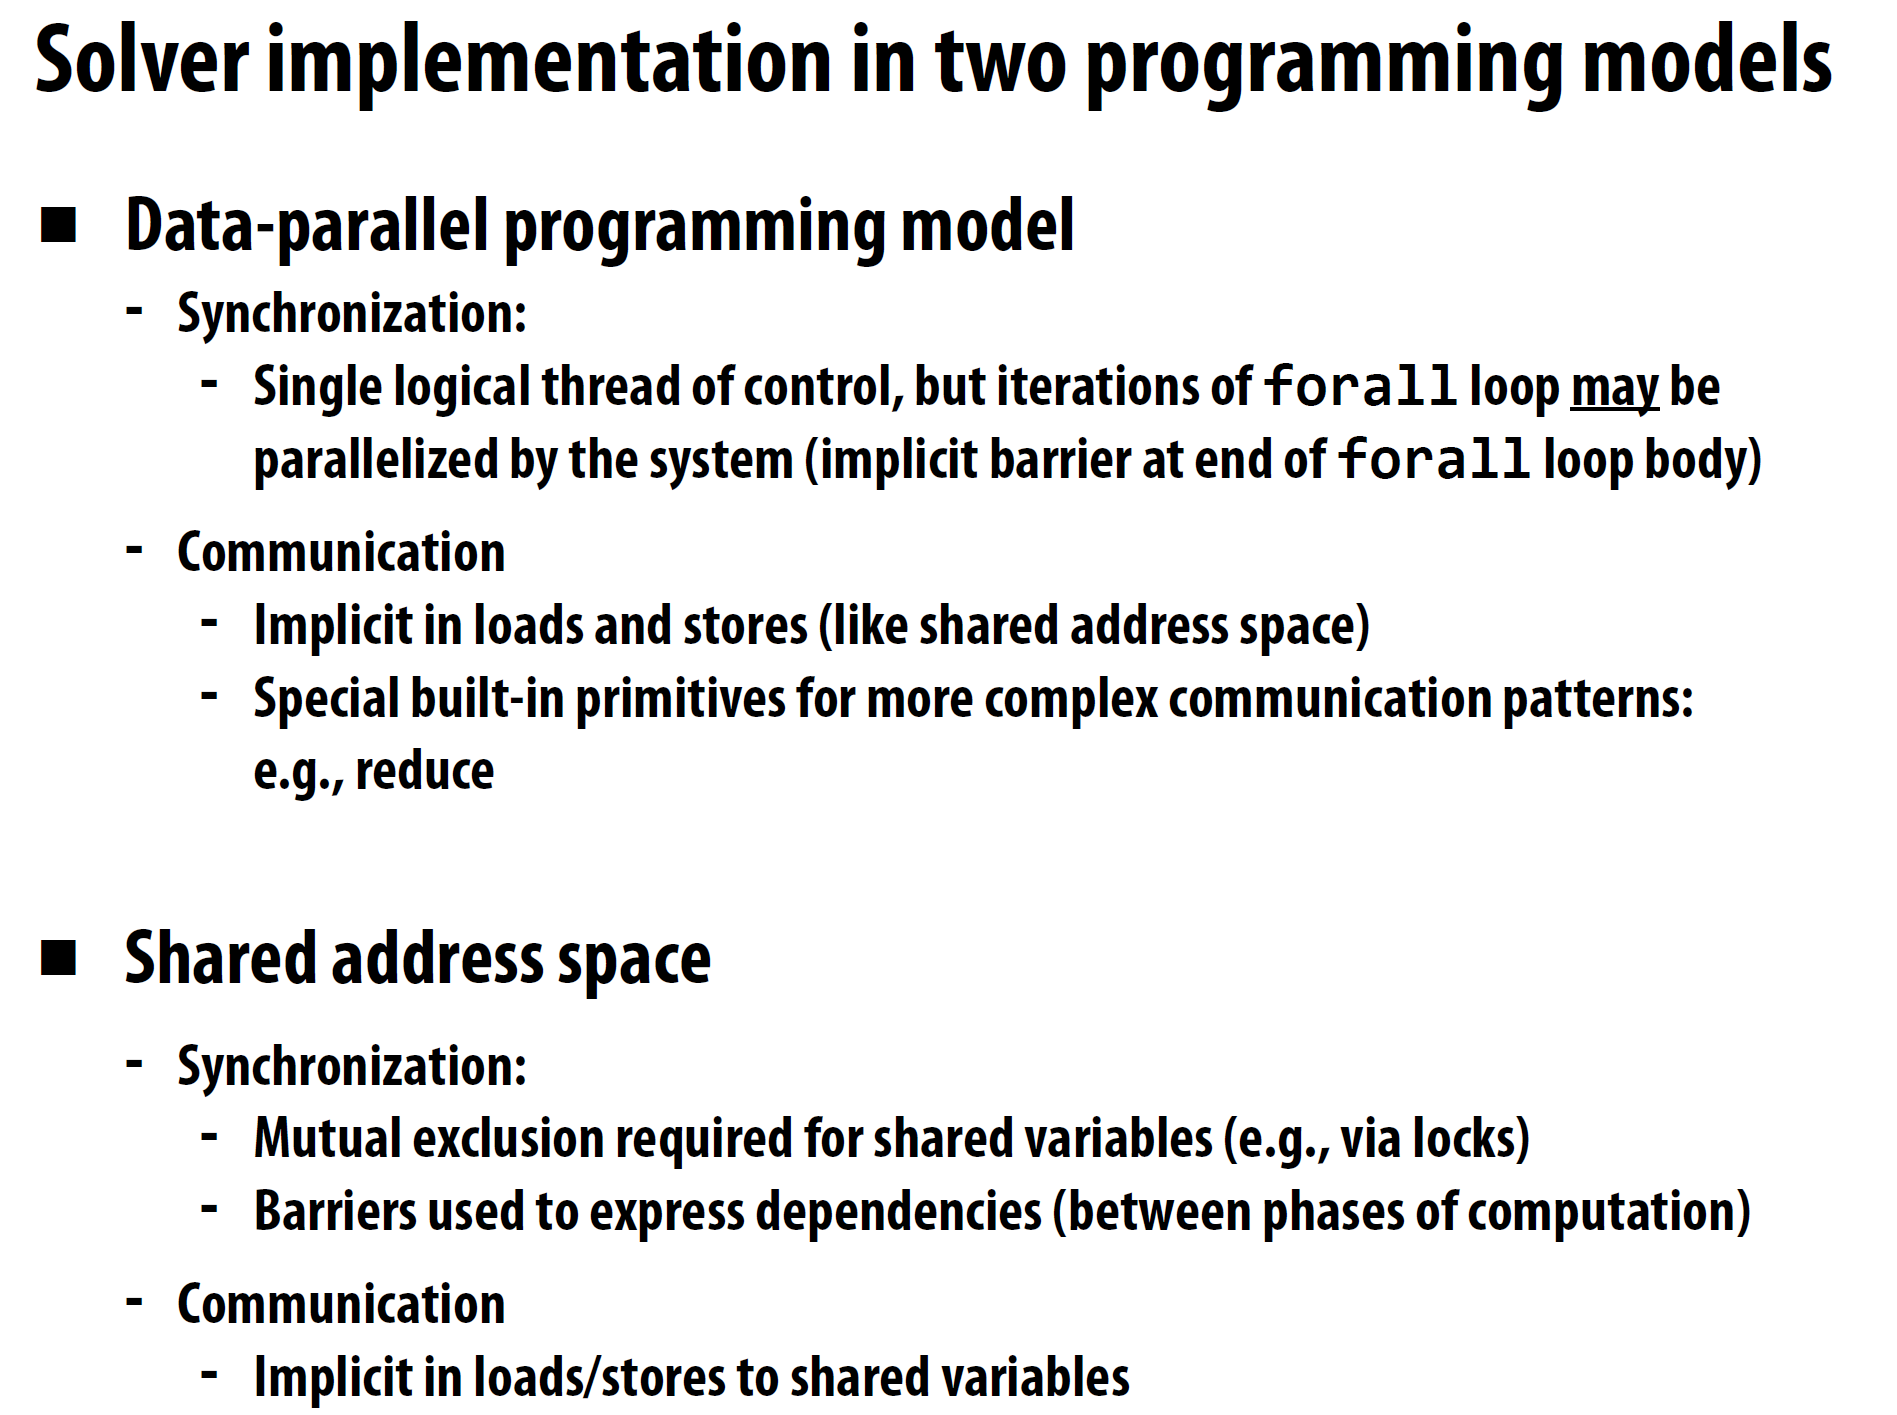 Solver implementation in two programming models
■ Data-parallel programming model
- Synchronization:
- Single logical thread of control, but iterations of forall loop may be
parallelized by the system (implicit barrier at end of forall loop body)
- Communication
- Implicit in loads and stores (like shared address space)
- Special built-in primitives for more complex communication patterns:
e.g., reduce
■ Shared address space
- Synchronization:
- Mutual exclusion required for shared variables (e.g., via locks)
- Barriers used to express dependencies (between phases of computation)
- Communication
- Implicit in loads/stores to shared variables